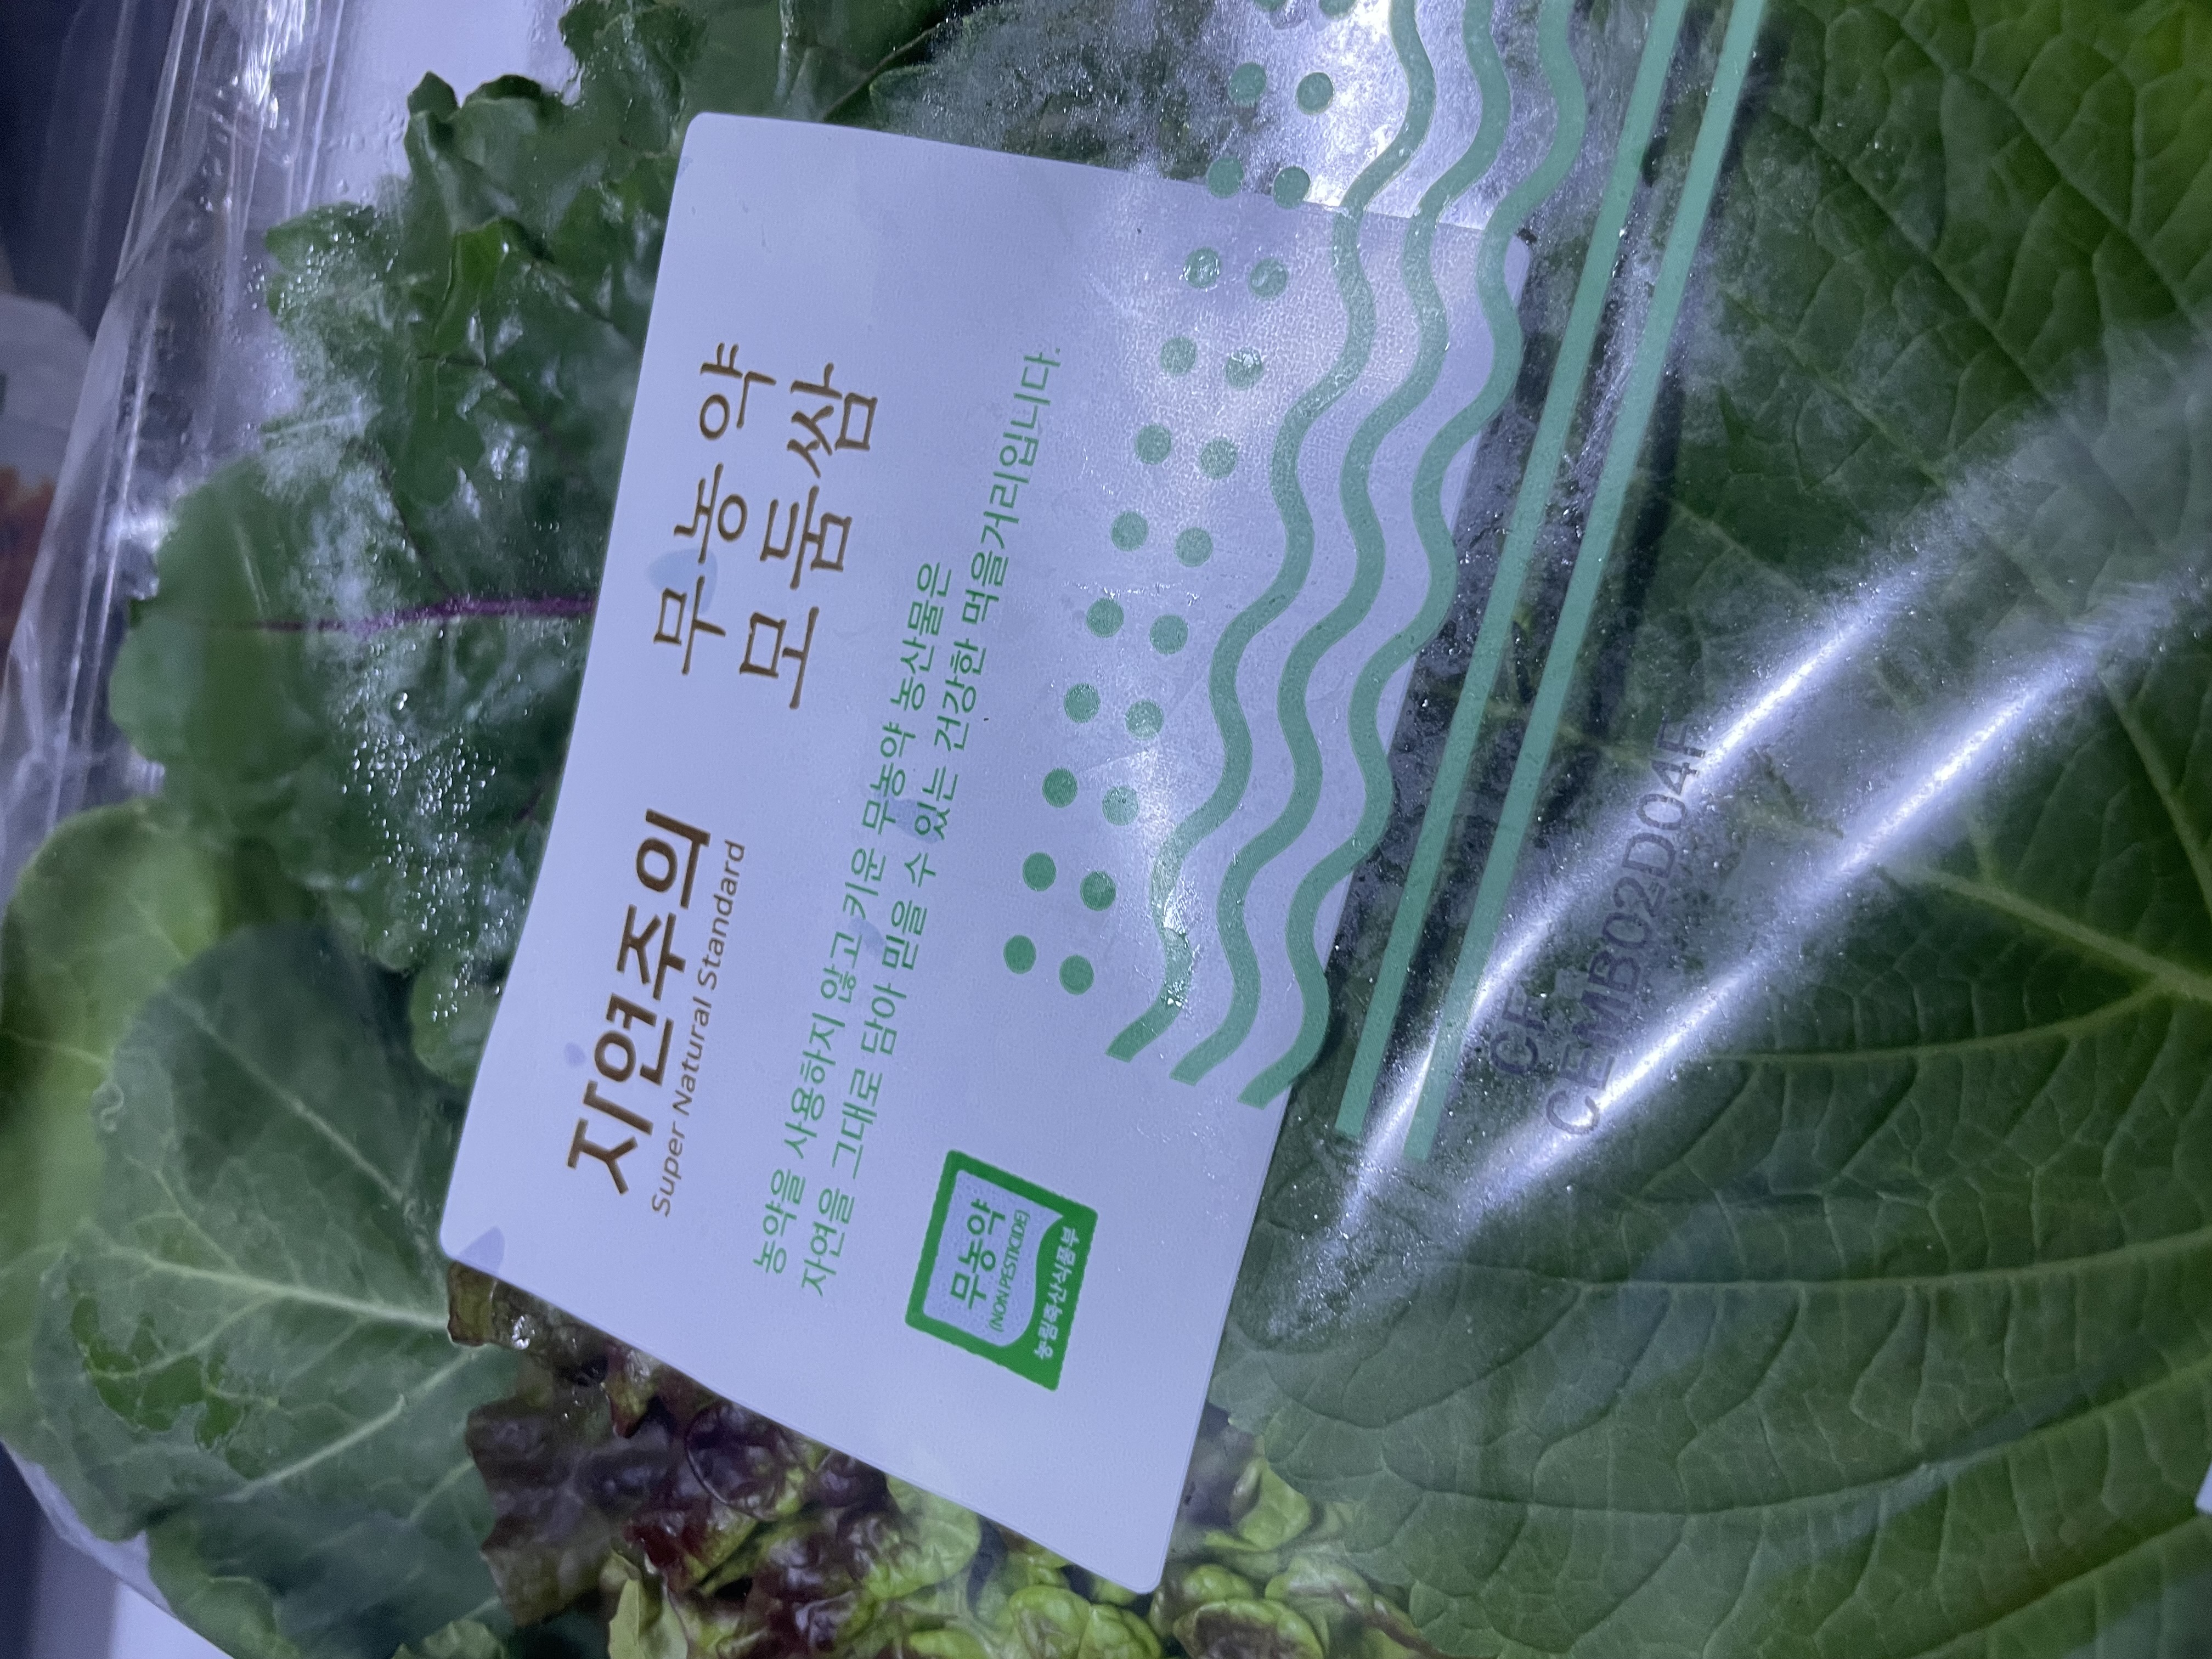 자연주의
Super Natural Standard
무농약
모둠쌈
농약을 사용하지 않고 키운 무농약 농산물은
자연을 그대로 담아 믿을 수 있는 건강한 먹을거리입니다.
무농약
(NON PESTICIDE)
농림축산식품부
CEMB02D04F